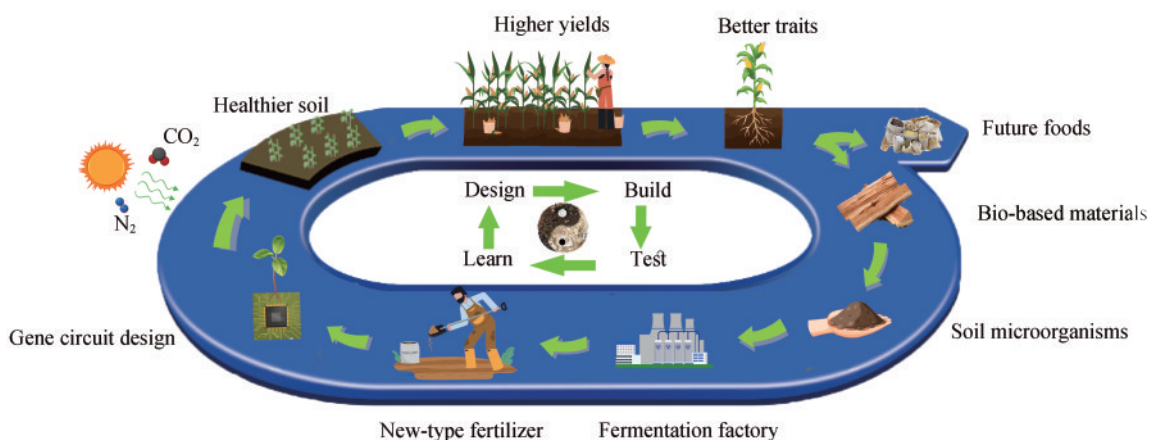 Higher yields
Better traits
Healthier soil
CO₂
N₂
Future foods
Design
Build
Bio-based materials
Learn
Test
Gene circuit design
Soil microorganisms
New-type fertilizer
Fermentation factory